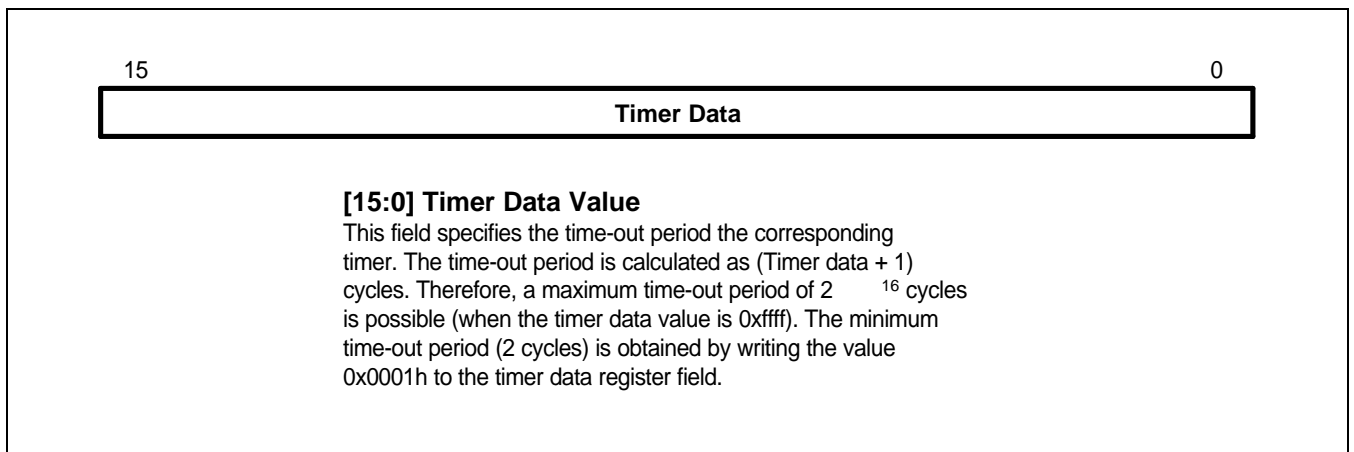 15 0
Timer Data
[15:0] Timer Data Value
This field specifies the time-out period the corresponding
timer. The time-out period is calculated as (Timer data + 1)
cycles. Therefore, a maximum time-out period of 2 16 cycles
is possible (when the timer data value is 0xffff). The minimum
time-out period (2 cycles) is obtained by writing the value
0x0001h to the timer data register field.